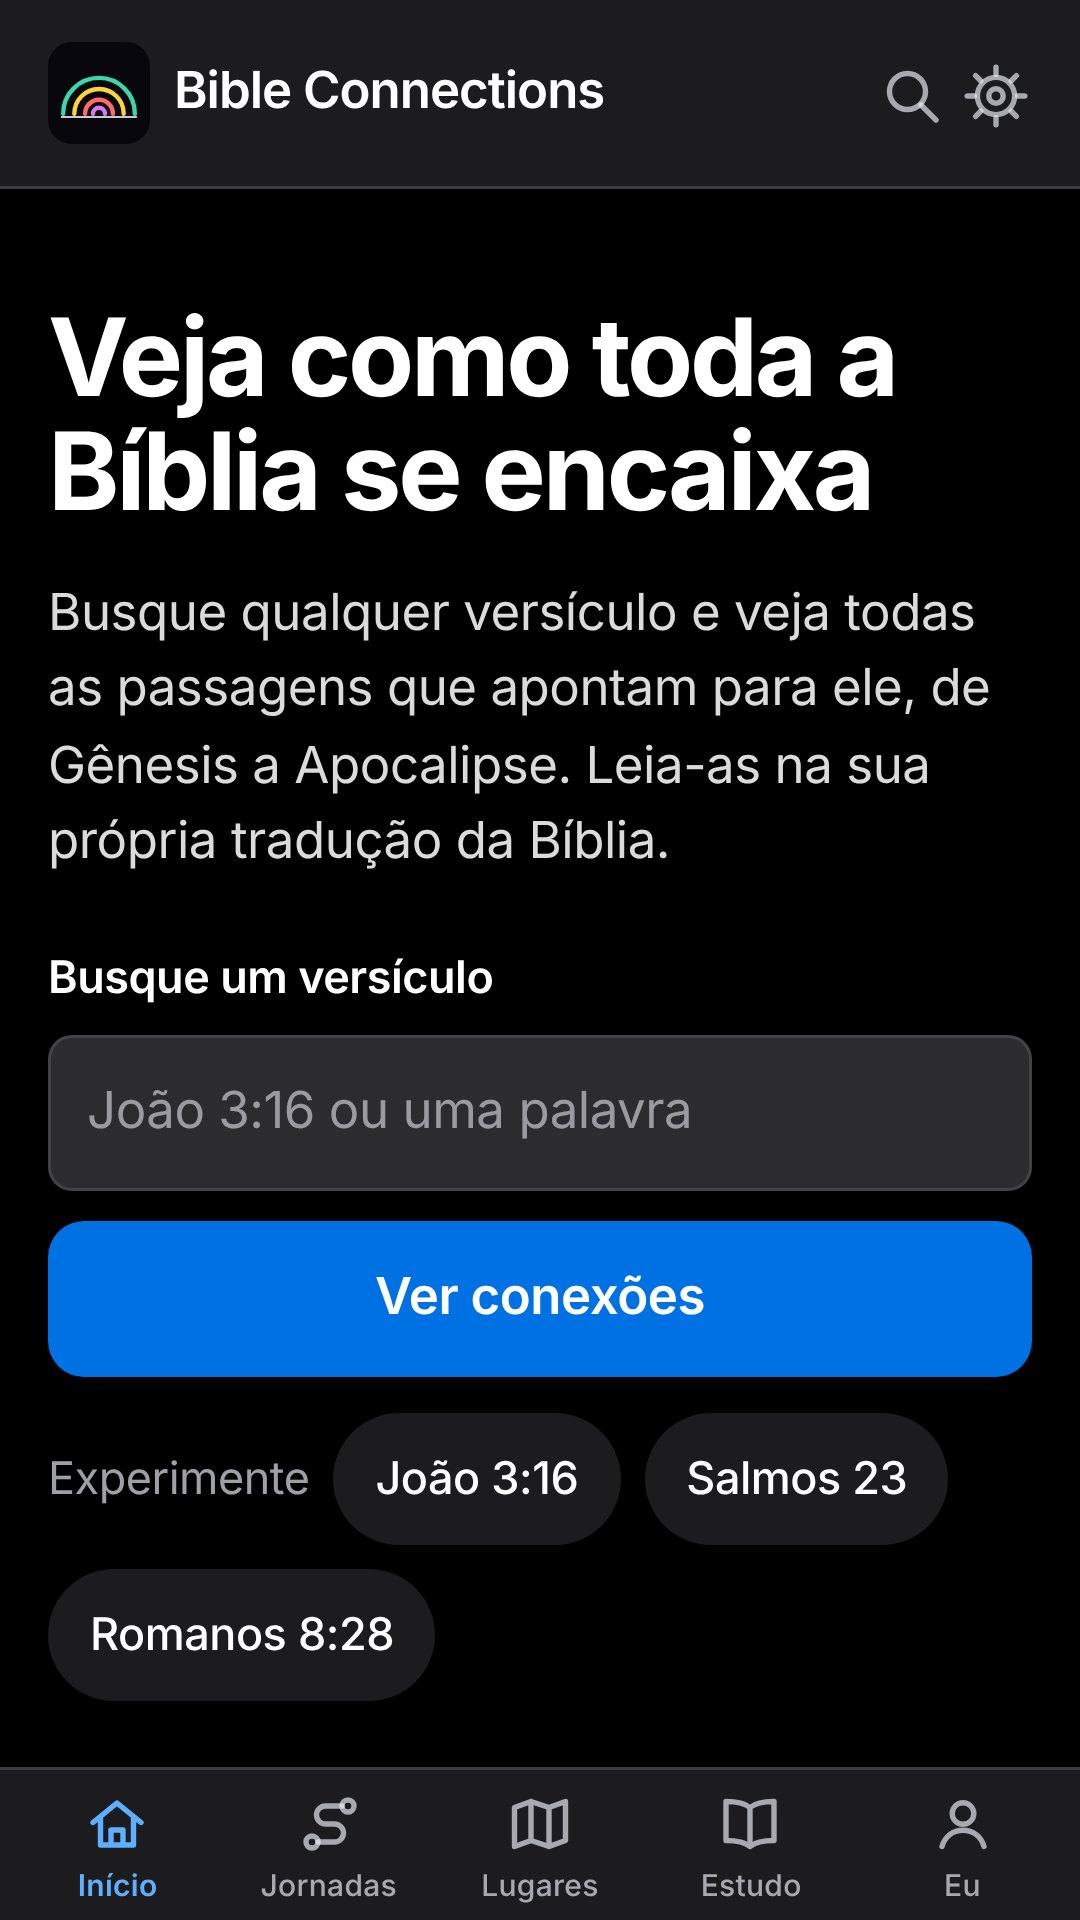 Bible Connections
Veja como toda a
Bíblia se encaixa
Busque qualquer versículo e veja todas
as passagens que apontam para ele, de
Gênesis a Apocalipse. Leia-as na sua
própria tradução da Bíblia.
Busque um versículo
João 3:16 ou uma palavra
Ver conexões
Experimente João 3:16 Salmos 23
Romanos 8:28
Início Jornadas Lugares Estudo Eu